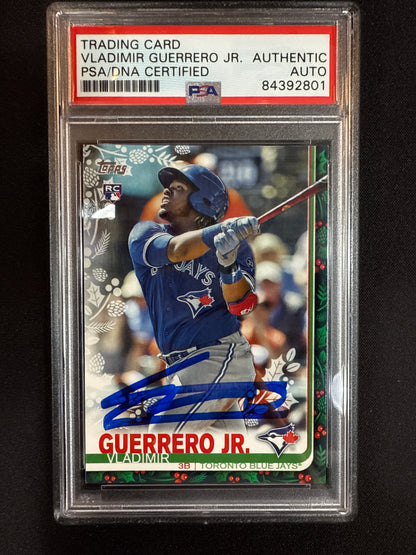 TRADING CARD
VLADIMIR GUERRERO JR. AUTHENTIC
PSA/DNA CERTIFIED AUTO
PSA 84392801
Topps
RC
JAYS
GUERRERO JR.
VLADIMIR
3B | TORONTO BLUE JAYS®